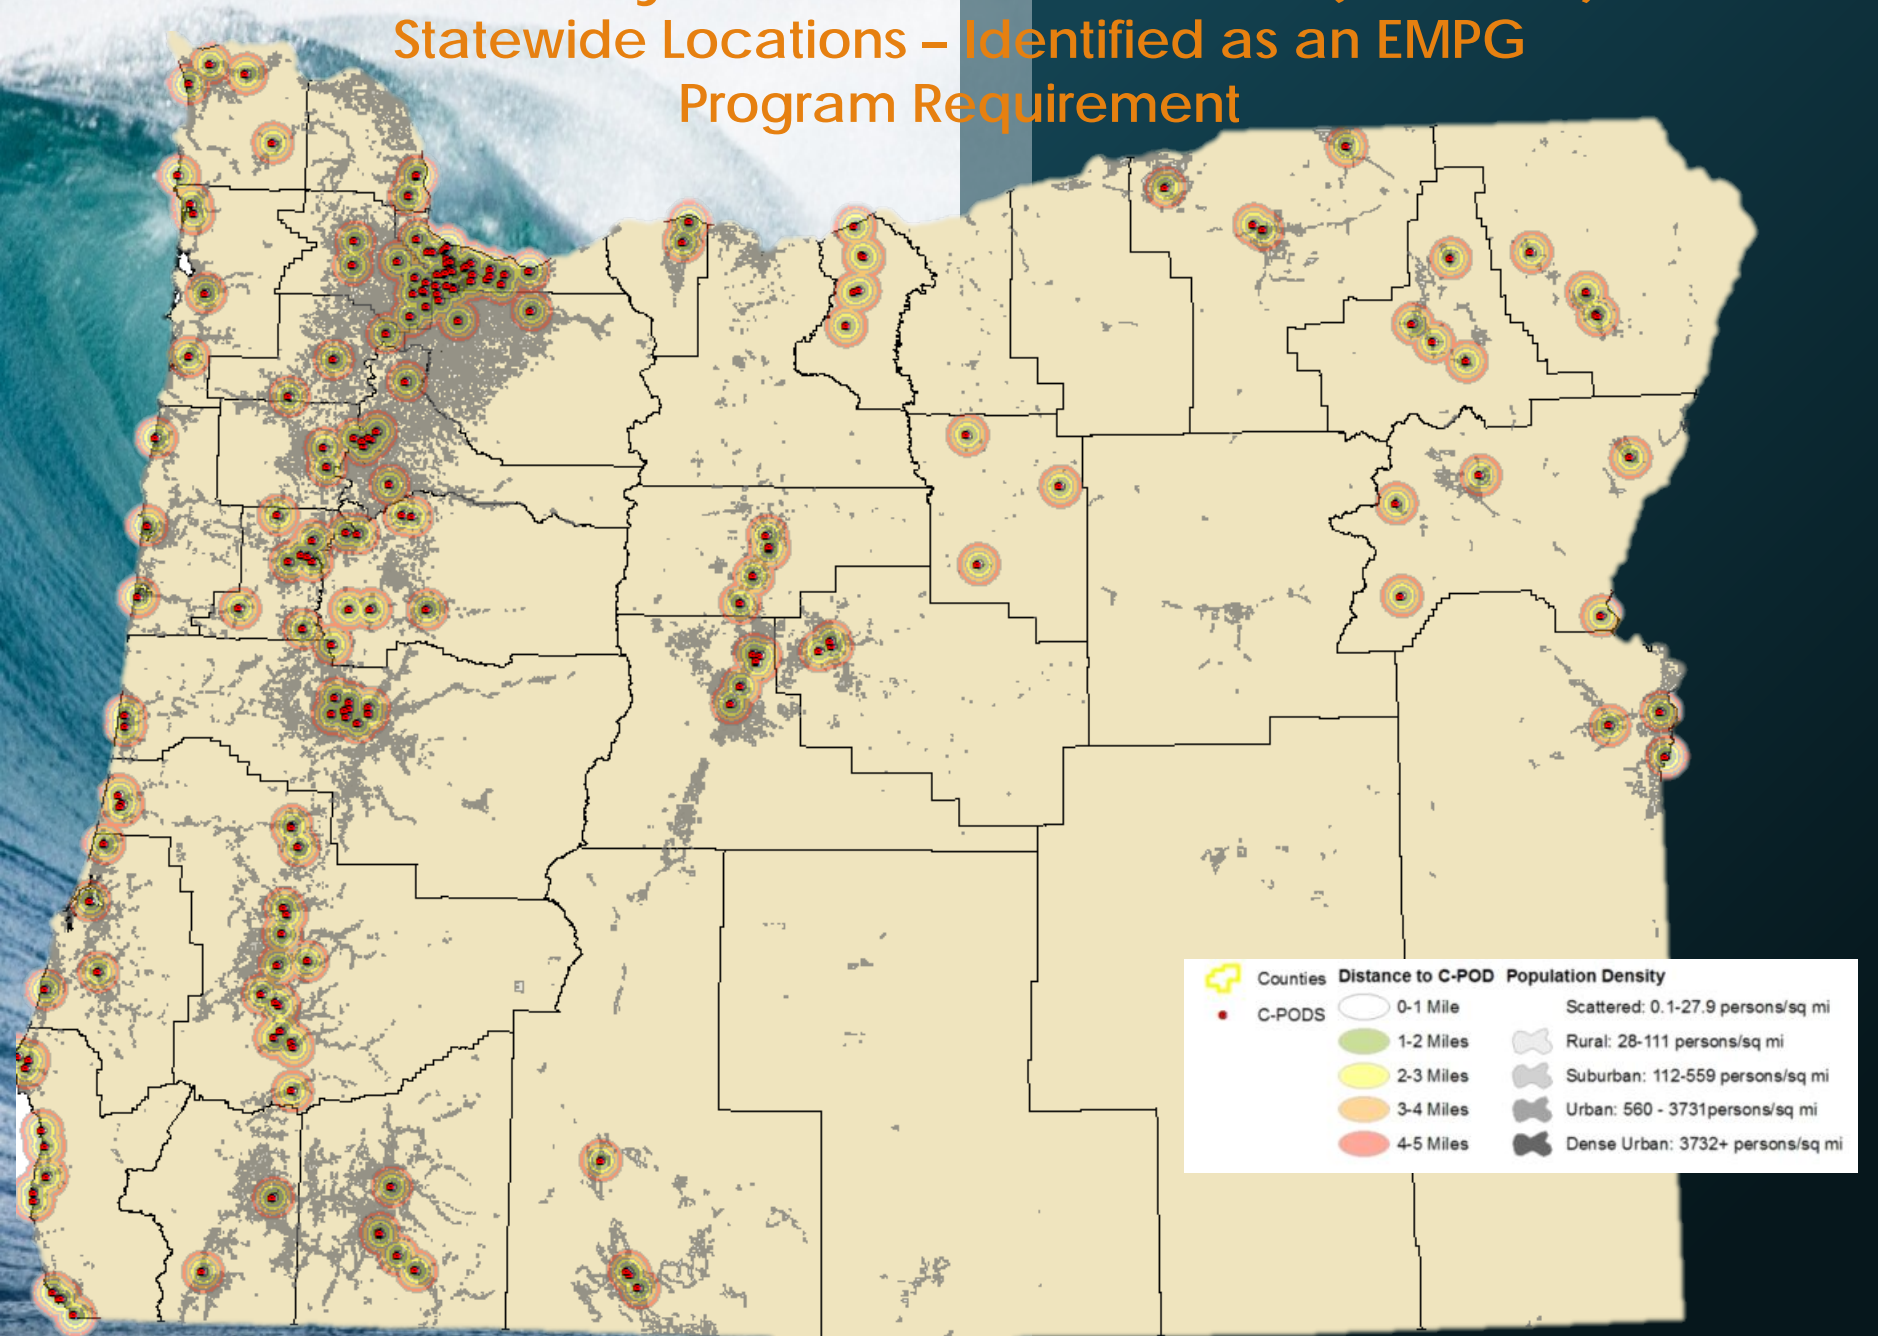 Statewide Locations – Identified as an EMPG
Program Requirement
Counties
C-PODS
Distance to C-POD
0-1 Mile
1-2 Miles
2-3 Miles
3-4 Miles
4-5 Miles
Population Density
Scattered: 0.1-27.9 persons/sq mi
Rural: 28-111 persons/sq mi
Suburban: 112-559 persons/sq mi
Urban: 560 - 3731persons/sq mi
Dense Urban: 3732+ persons/sq mi